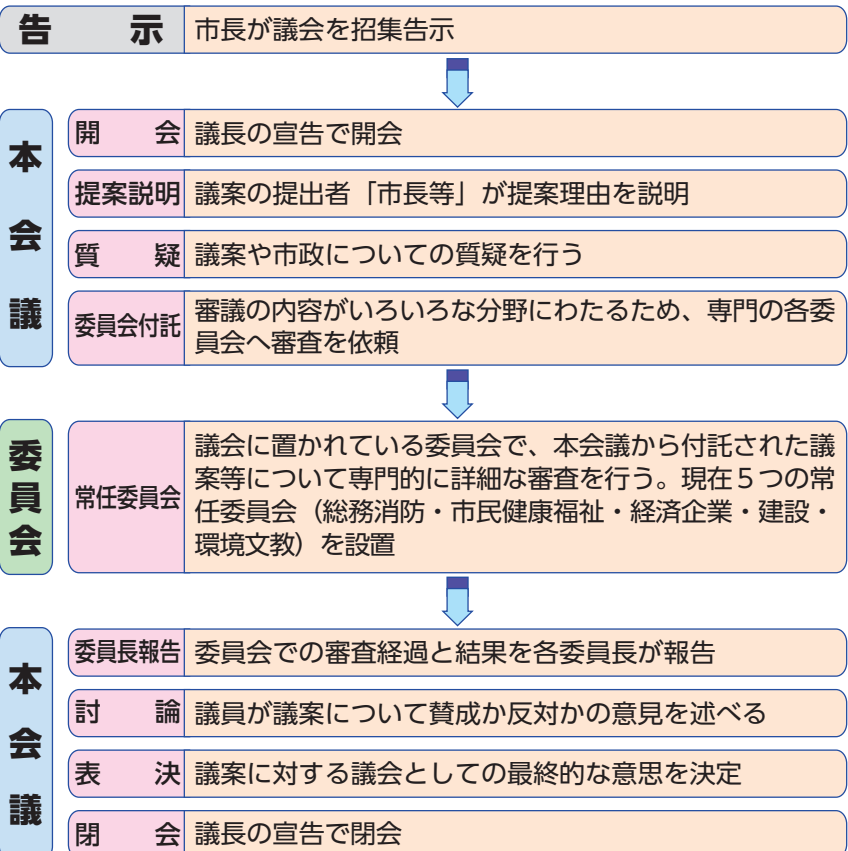 告示 市長が議会を招集告示
本会議
開会 議長の宣告で開会
提案説明 議案の提出者「市長等」が提案理由を説明
質疑 議案や市政についての質疑を行う
委員会付託 審議の内容がいろいろな分野にわたるため、専門の各委
員会へ審査を依頼
委員会
常任委員会
議会に置かれている委員会で、本会議から付託された議
案等について専門的に詳細な審査を行う。現在5つの常
任委員会(総務消防・市民健康福祉・経済企業・建設・
環境文教)を設置
本会議
委員長報告 委員会での審査経過と結果を各委員長が報告
討論 議員が議案について賛成か反対かの意見を述べる
表決 議案に対する議会としての最終的な意思を決定
閉会 議長の宣告で閉会